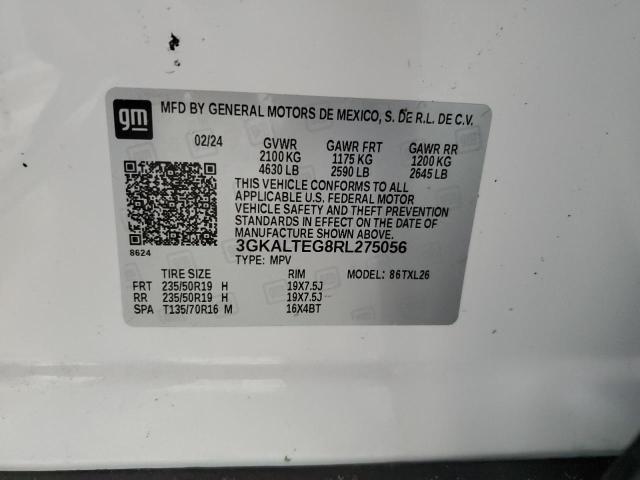 gm
MFD BY GENERAL MOTORS DE MEXICO, S. DE R.L. DE C.V.
02/24 GVWR GAWR FRT GAWR RR
2100 KG 1175 KG 1200 KG
4630 LB 2590 LB 2645 LB
THIS VEHICLE CONFORMS TO ALL
APPLICABLE U.S. FEDERAL MOTOR
VEHICLE SAFETY AND THEFT PREVENTION
STANDARDS IN EFFECT ON THE DATE OF
MANUFACTURE SHOWN ABOVE.
8624 3GKALTEG8RL275056
TYPE: MPV
TIRE SIZE RIM MODEL: 86TXL26
FRT 235/50R19 H 19X7.5J
RR 235/50R19 H 19X7.5J
SPA T135/70R16 M 16X4BT